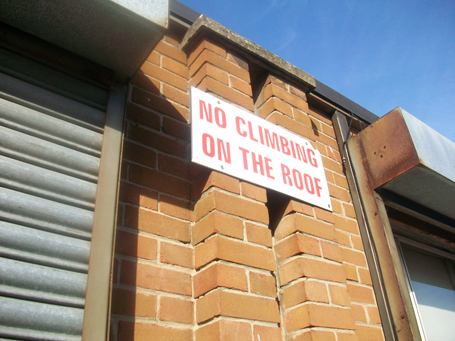 NO CLIMBING
ON THE ROOF